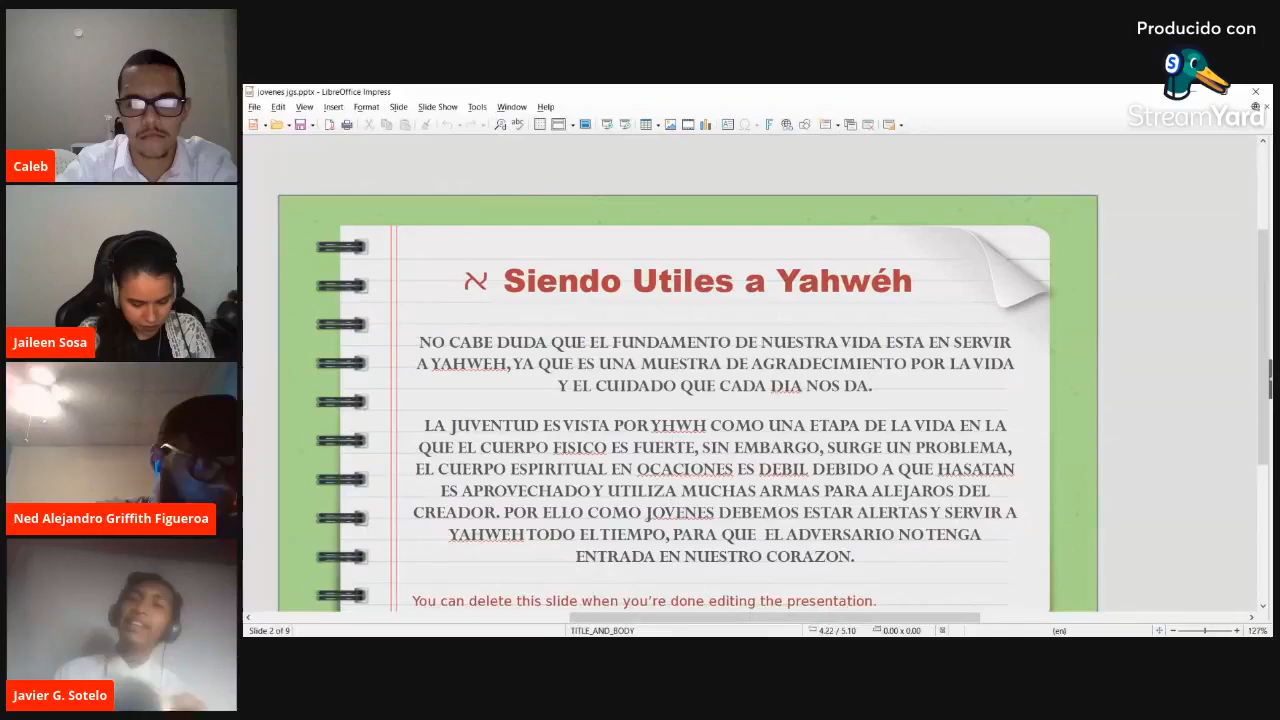 Producido con
S
StreamYard
Caleb
Jaileen Sosa
Ned Alejandro Griffith Figueroa
Javier G. Sotelo
jovenes jgs.pptx - LibreOffice Impress
File Edit View Insert Format Slide Slide Show Tools Window Help
א Siendo Utiles a Yahwéh
NO CABE DUDA QUE EL FUNDAMENTO DE NUESTRA VIDA ESTA EN SERVIR
A YAHWEH, YA QUE ES UNA MUESTRA DE AGRADECIMIENTO POR LA VIDA
Y EL CUIDADO QUE CADA DIA NOS DA.
LA JUVENTUD ES VISTA POR YHWH COMO UNA ETAPA DE LA VIDA EN LA
QUE EL CUERPO FISICO ES FUERTE, SIN EMBARGO, SURGE UN PROBLEMA,
EL CUERPO ESPIRITUAL EN OCACIONES ES DEBIL DEBIDO A QUE HASATAN
ES APROVECHADO Y UTILIZA MUCHAS ARMAS PARA ALEJAROS DEL
CREADOR. POR ELLO COMO JOVENES DEBEMOS ESTAR ALERTAS Y SERVIR A
YAHWEH TODO EL TIEMPO, PARA QUE EL ADVERSARIO NO TENGA
ENTRADA EN NUESTRO CORAZON.
You can delete this slide when you're done editing the presentation.
Slide 2 of 9 TITLE_AND_BODY 4.22 / 5.10 0.00 x 0.00 (en) 127%